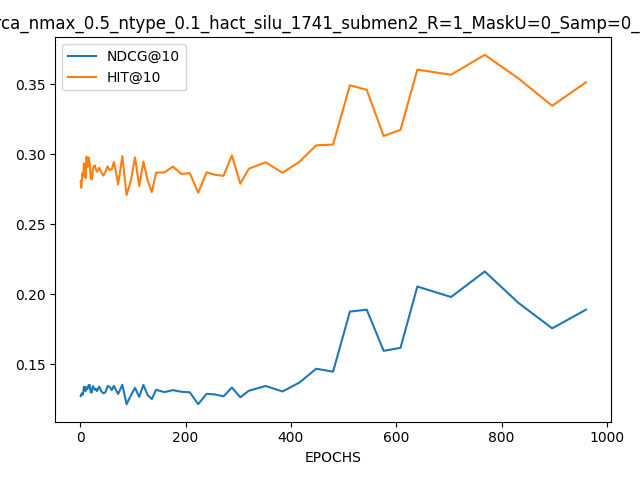 rca_nmax_0.5_ntype_0.1_hact_silu_1741_submen2_R=1_MaskU=0_Samp=0_
NDCG@10
HIT@10
0.35
0.30
0.25
0.20
0.15
0 200 400 600 800 1000
EPOCHS